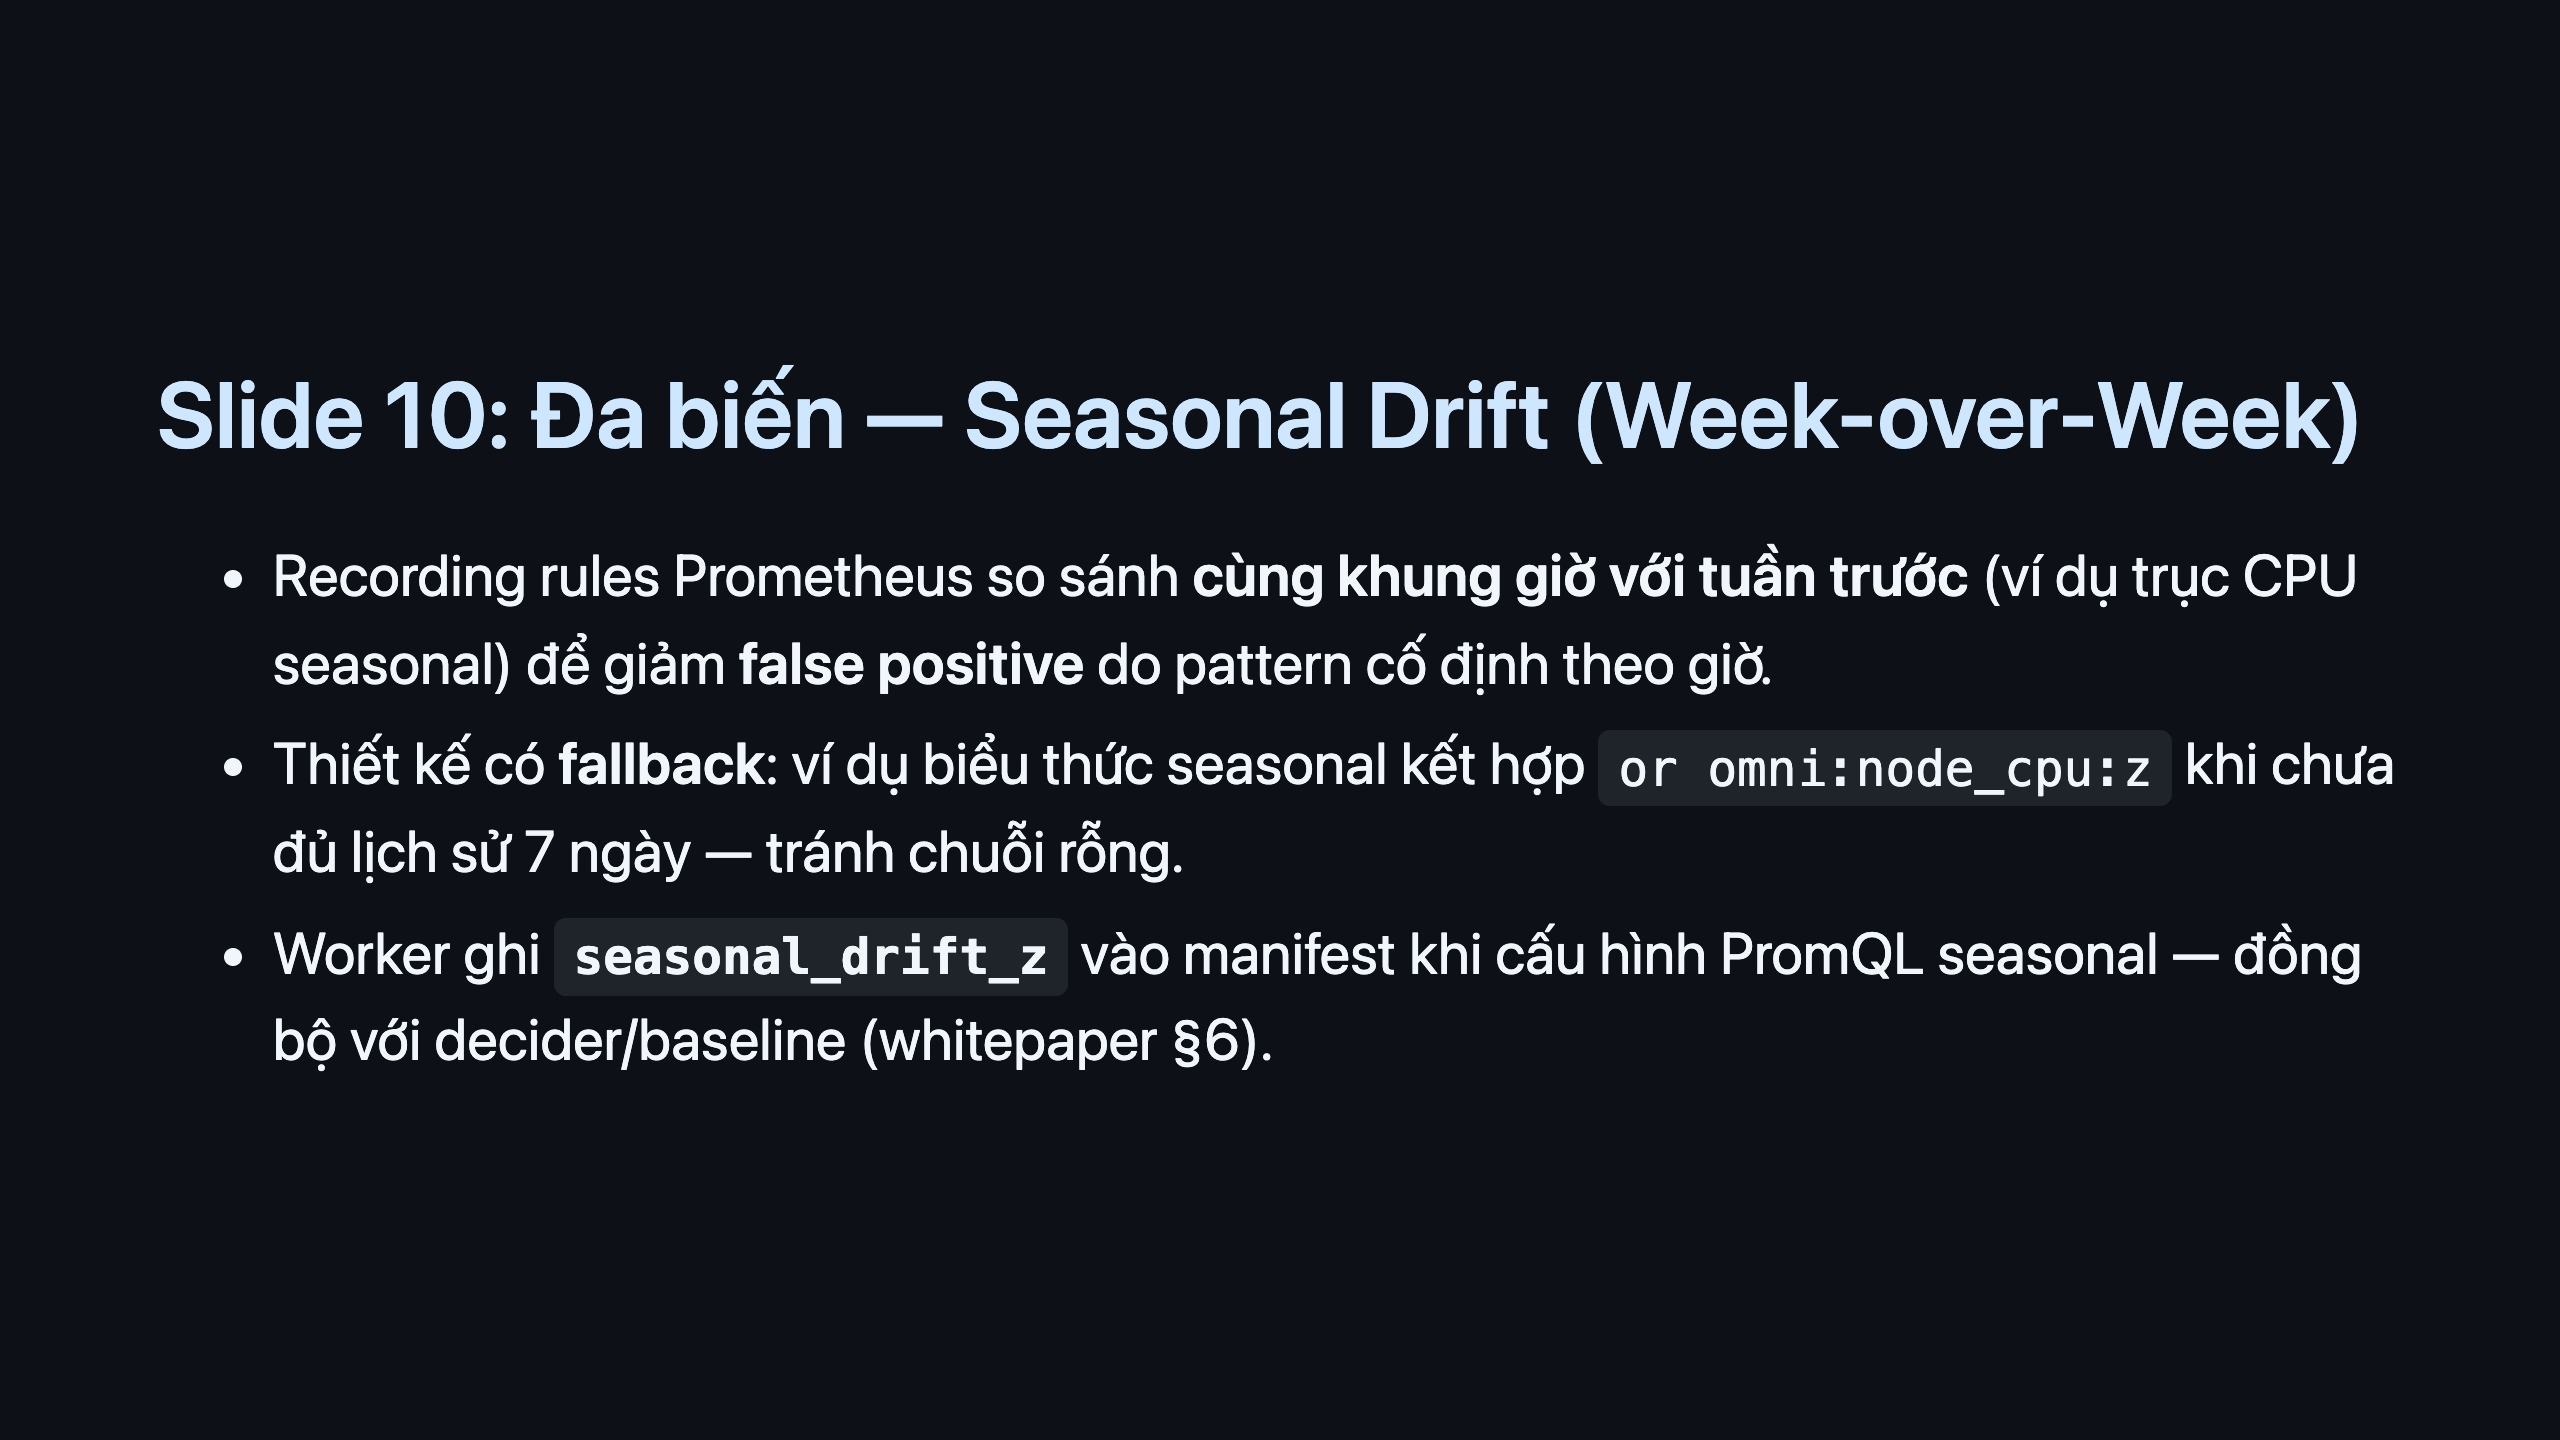 Slide 10: Đa biến — Seasonal Drift (Week-over-Week)
• Recording rules Prometheus so sánh cùng khung giờ với tuần trước (ví dụ trục CPU
seasonal) để giảm false positive do pattern cố định theo giờ.
• Thiết kế có fallback: ví dụ biểu thức seasonal kết hợp or omni:node_cpu:z khi chưa
đủ lịch sử 7 ngày — tránh chuỗi rỗng.
• Worker ghi seasonal_drift_z vào manifest khi cấu hình PromQL seasonal — đồng
bộ với decider/baseline (whitepaper §6).